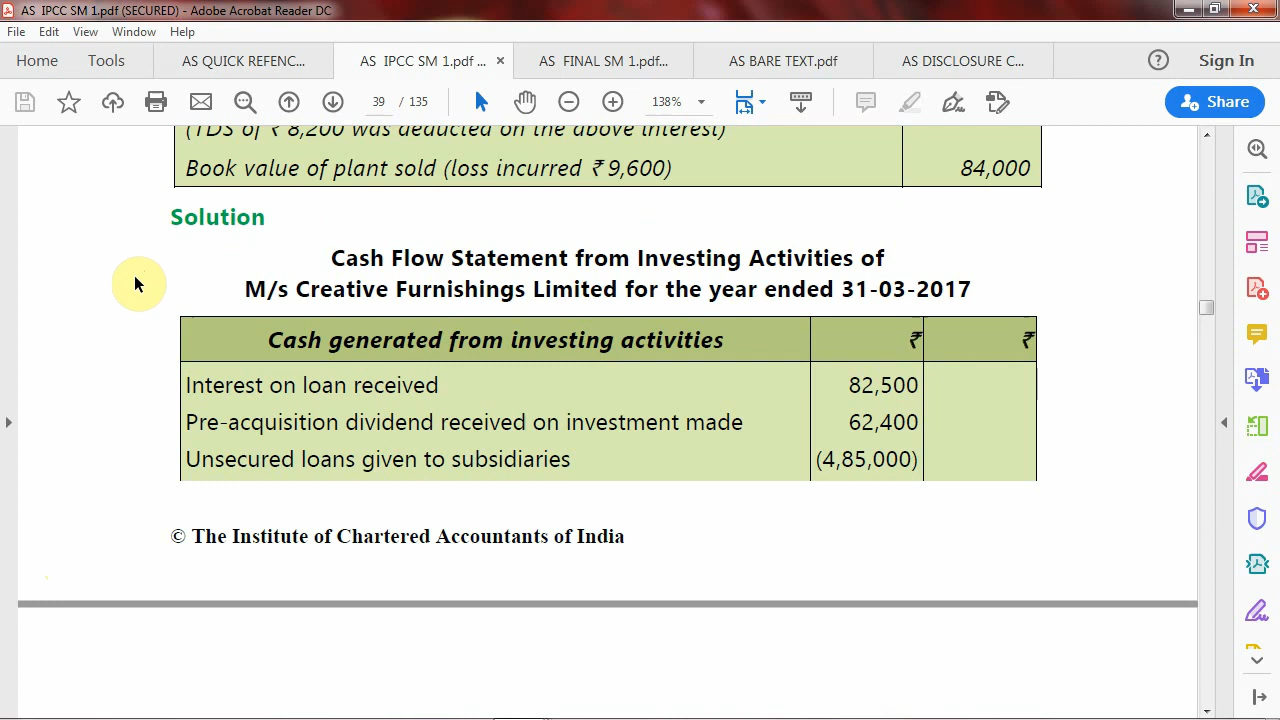 AS IPCC SM 1.pdf (SECURED) - Adobe Acrobat Reader DC
File Edit View Window Help
Home Tools AS QUICK REFENC... AS IPCC SM 1.pdf ... × AS FINAL SM 1.pdf... AS BARE TEXT.pdf AS DISCLOSURE C... Sign In
39 / 135 138% Share
(TDS of ₹ 8,200 was deducted on the above interest)
Book value of plant sold (loss incurred ₹ 9,600) 84,000
Solution
Cash Flow Statement from Investing Activities of
M/s Creative Furnishings Limited for the year ended 31-03-2017
Cash generated from investing activities ₹ ₹
Interest on loan received 82,500
Pre-acquisition dividend received on investment made 62,400
Unsecured loans given to subsidiaries (4,85,000)
© The Institute of Chartered Accountants of India